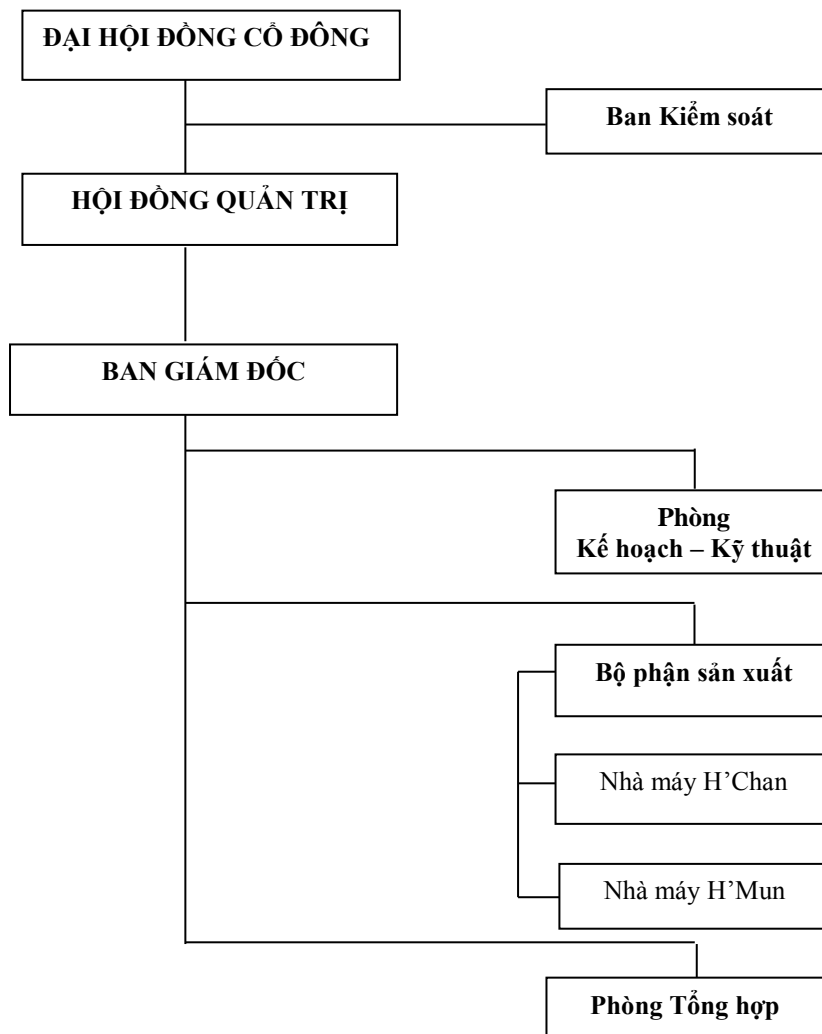 ĐẠI HỘI ĐỒNG CỔ ĐÔNG
Ban Kiểm soát
HỘI ĐỒNG QUẢN TRỊ
BAN GIÁM ĐỐC
Phòng
Kế hoạch – Kỹ thuật
Bộ phận sản xuất
Nhà máy H’Chan
Nhà máy H’Mun
Phòng Tổng hợp